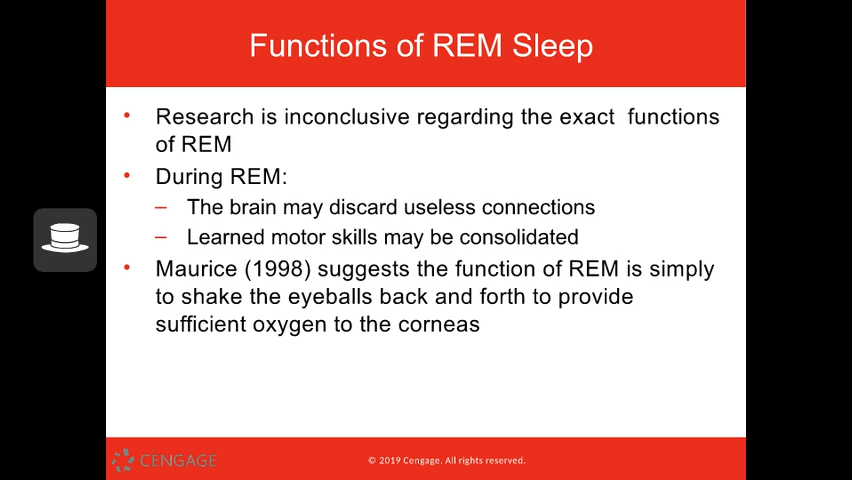 Functions of REM Sleep
• Research is inconclusive regarding the exact functions
of REM
• During REM:
– The brain may discard useless connections
– Learned motor skills may be consolidated
• Maurice (1998) suggests the function of REM is simply
to shake the eyeballs back and forth to provide
sufficient oxygen to the corneas
CENGAGE
© 2019 Cengage. All rights reserved.